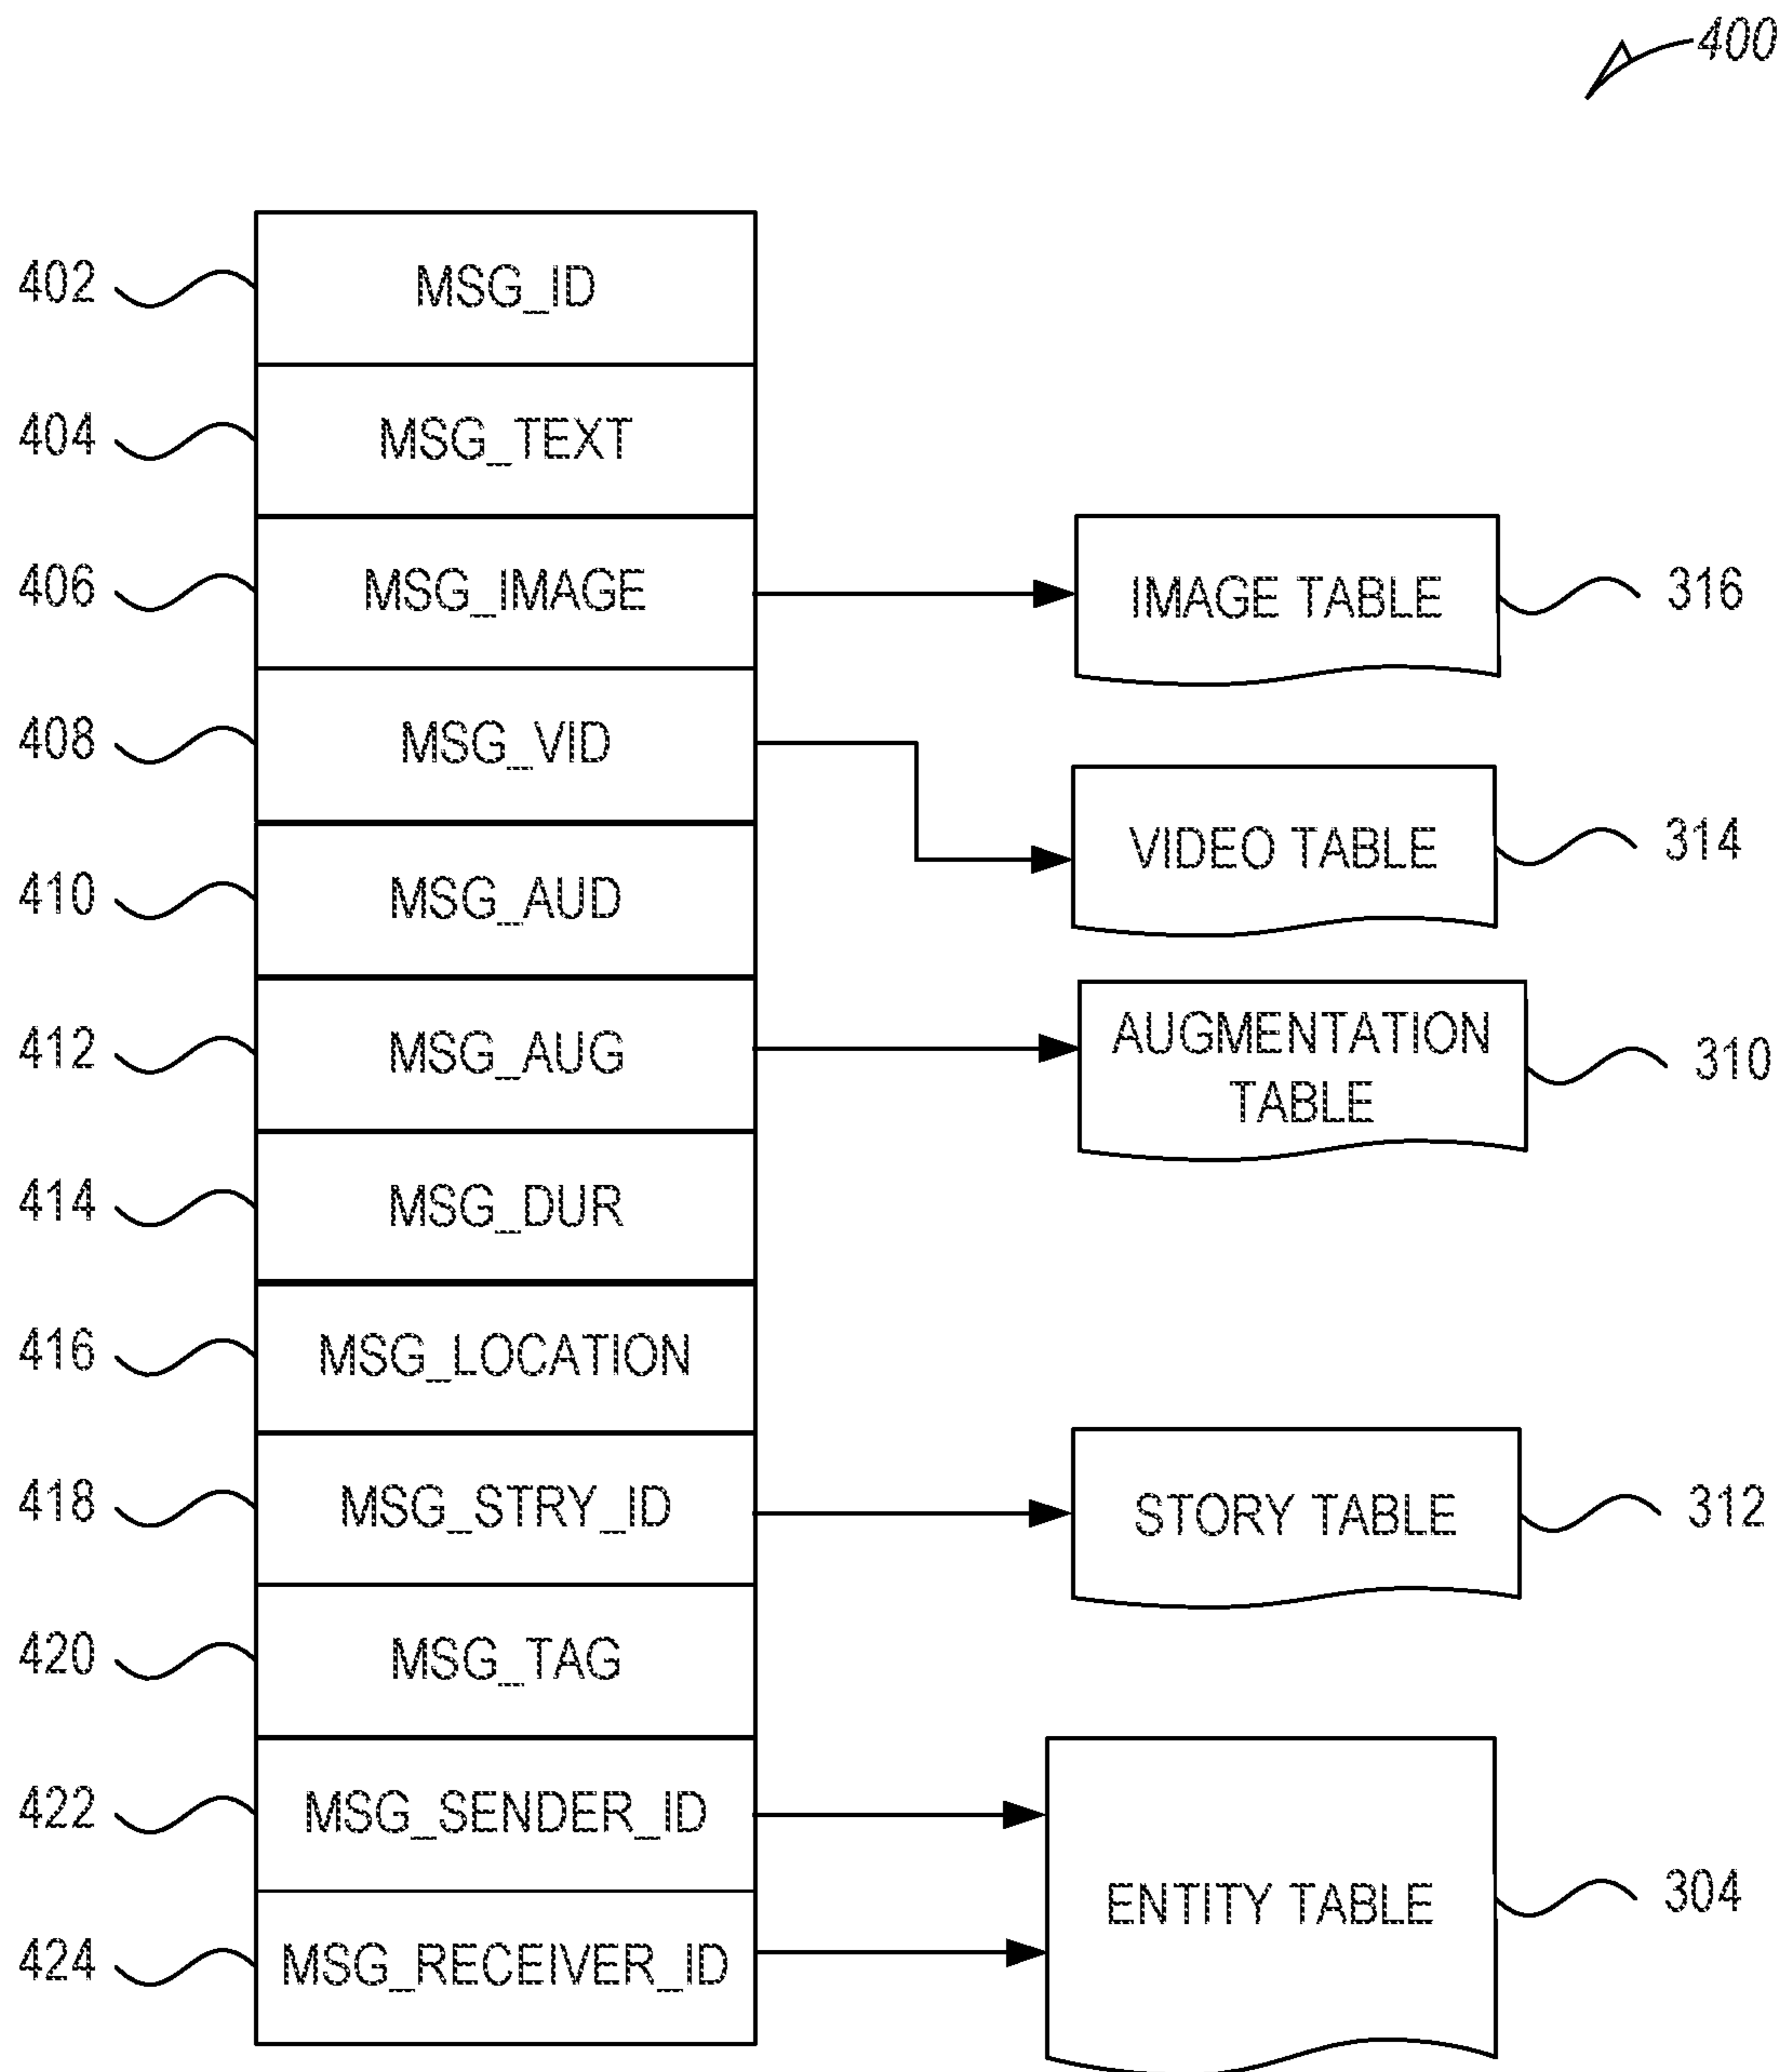 400
402 MSG_ID
404 MSG_TEXT
406 MSG_IMAGE IMAGE TABLE 316
408 MSG_VID VIDEO TABLE 314
410 MSG_AUD
412 MSG_AUG AUGMENTATION
TABLE 310
414 MSG_DUR
416 MSG_LOCATION
418 MSG_STRY_ID STORY TABLE 312
420 MSG_TAG
422 MSG_SENDER_ID
ENTITY TABLE 304
424 MSG_RECEIVER_ID